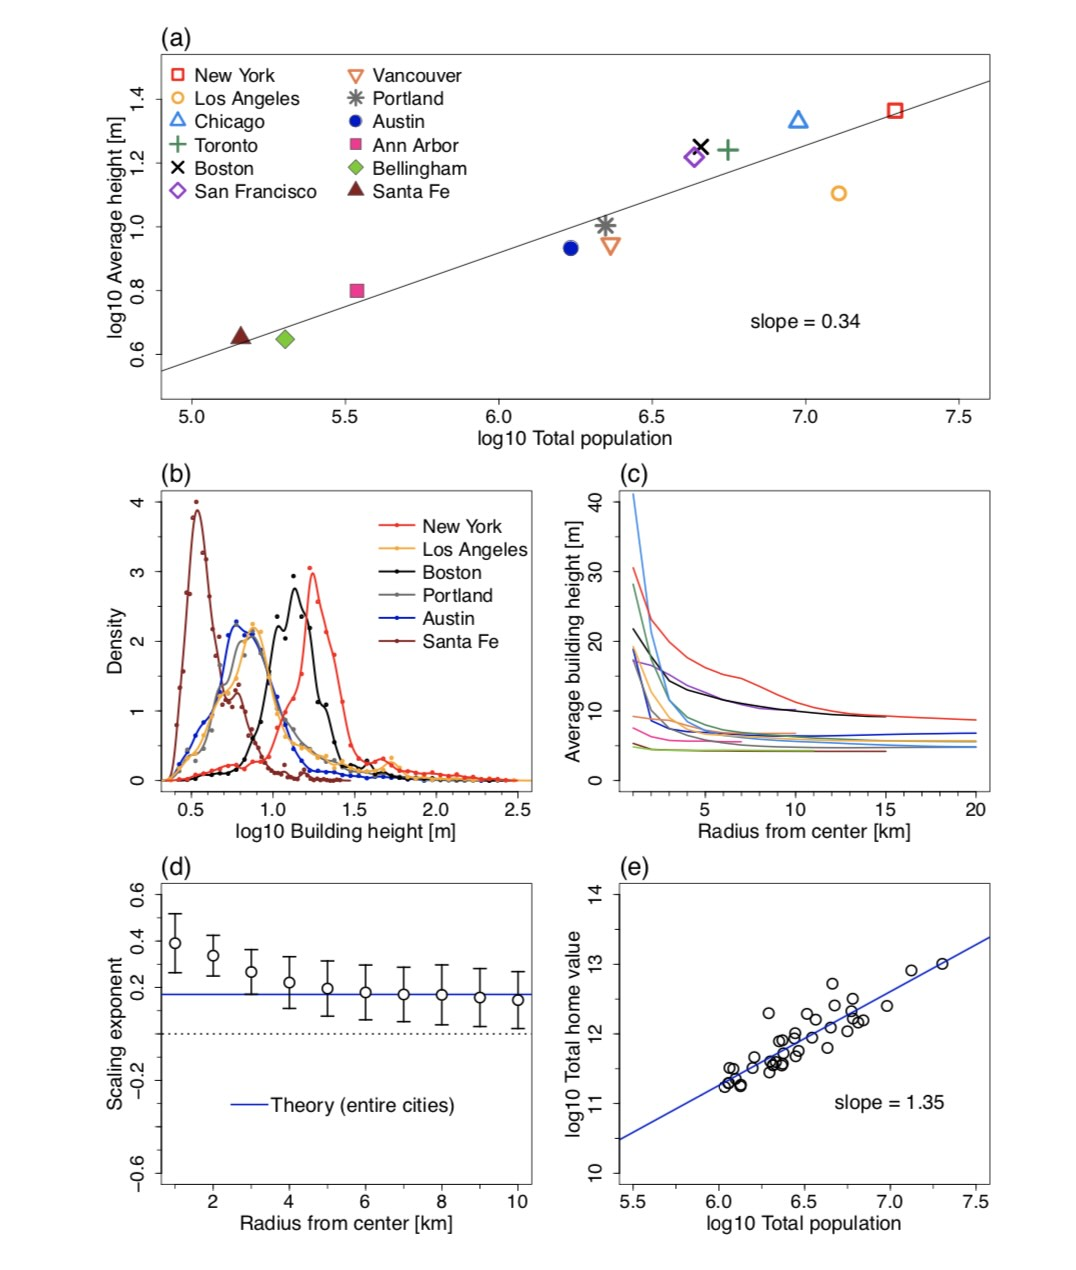 (a)
New York
Los Angeles
Chicago
Toronto
Boston
San Francisco
Vancouver
Portland
Austin
Ann Arbor
Bellingham
Santa Fe
log10 Average height [m]
1.4
1.2
1.0
0.8
0.6
slope = 0.34
5.0 5.5 6.0 6.5 7.0 7.5
log10 Total population
(b)
Density
4
3
2
1
0
New York
Los Angeles
Boston
Portland
Austin
Santa Fe
0.5 1.0 1.5 2.0 2.5
log10 Building height [m]
(c)
Average building height [m]
40
30
20
10
0
5 10 15 20
Radius from center [km]
(d)
Scaling exponent
0.6
0.4
0.2
−0.2
−0.6
Theory (entire cities)
2 4 6 8 10
Radius from center [km]
(e)
log10 Total home value
14
13
12
11
10
slope = 1.35
5.5 6.0 6.5 7.0 7.5
log10 Total population